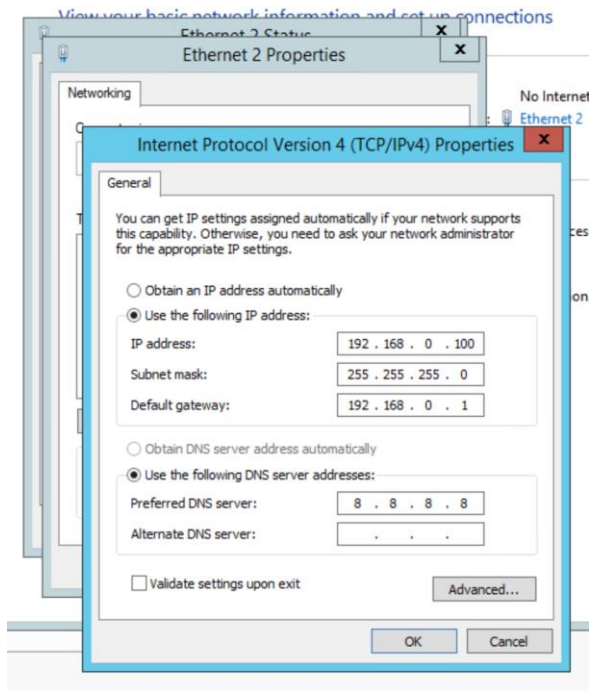 View your basic network information and set up connections
Ethernet 2 Status
x
Ethernet 2 Properties
x
Networking
No Internet
Ethernet 2
Internet Protocol Version 4 (TCP/IPv4) Properties
x
General
You can get IP settings assigned automatically if your network supports
this capability. Otherwise, you need to ask your network administrator
for the appropriate IP settings.
Obtain an IP address automatically
Use the following IP address:
IP address: 192 . 168 . 0 . 100
Subnet mask: 255 . 255 . 255 . 0
Default gateway: 192 . 168 . 0 . 1
Obtain DNS server address automatically
Use the following DNS server addresses:
Preferred DNS server: 8 . 8 . 8 . 8
Alternate DNS server: . . .
Validate settings upon exit
Advanced...
OK Cancel